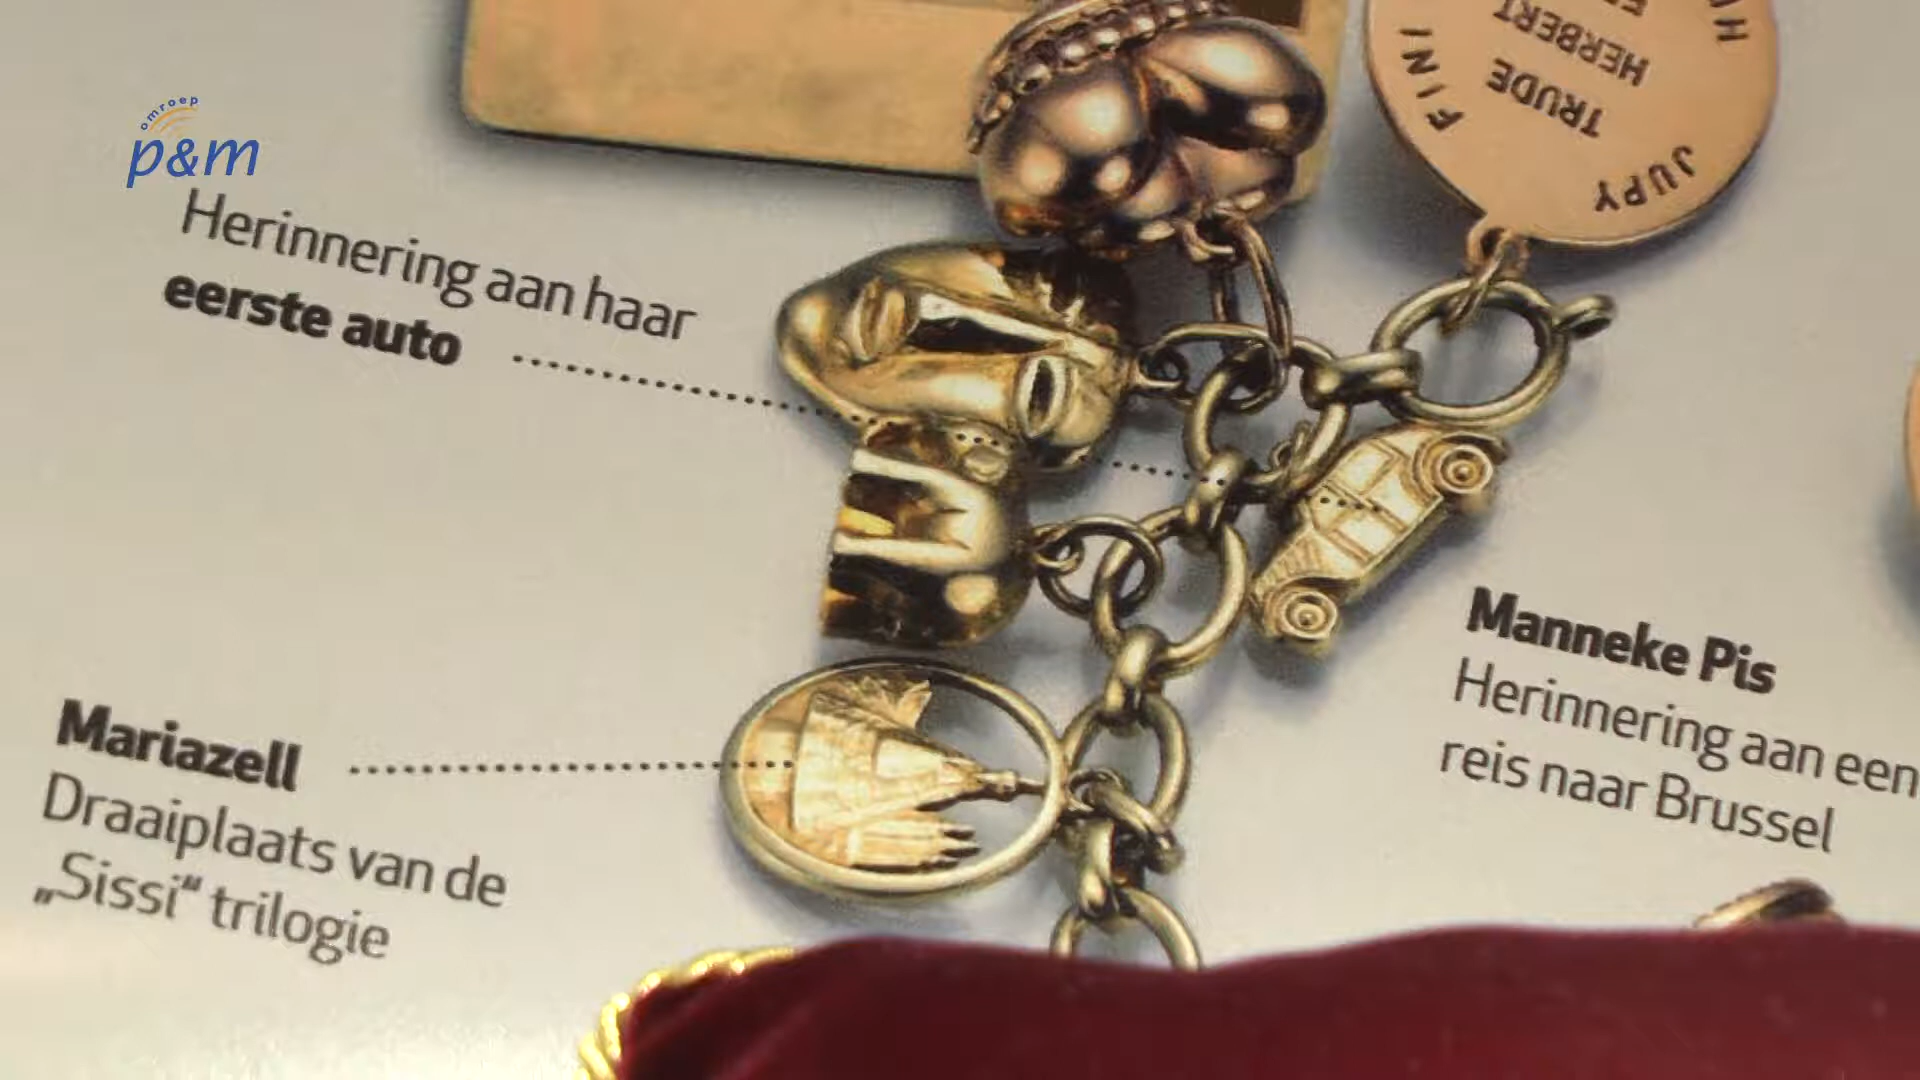 omroep
p&m
FINI
HERBERT
TRUDE
JUPY
Herinnering aan haar
eerste auto
Manneke Pis
Herinnering aan een
reis naar Brussel
Mariazell
Draaiplaats van de
„Sissi“ trilogie